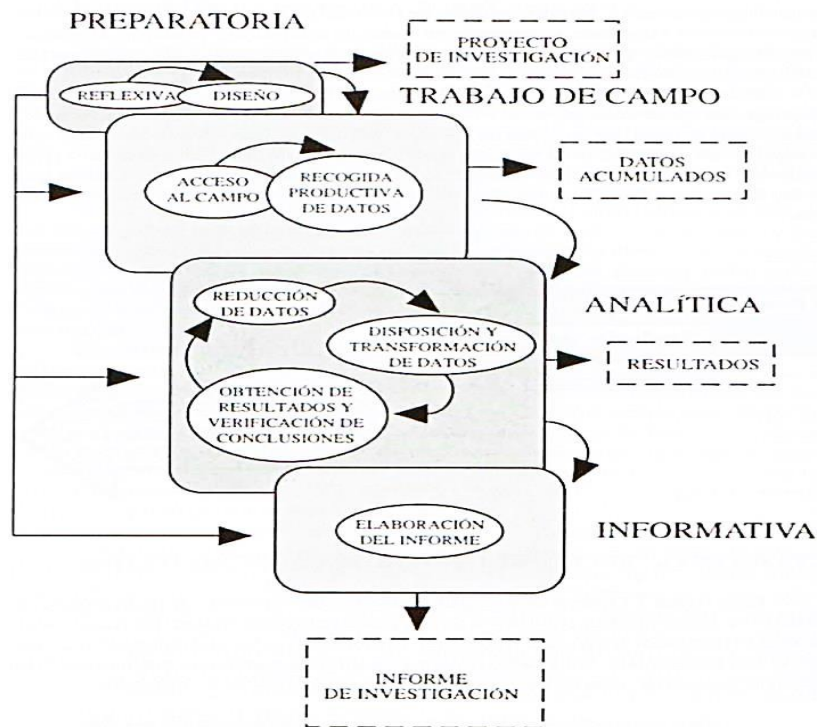 PREPARATORIA
PROYECTO
DE INVESTIGACIÓN
REFLEXIVA
DISEÑO
TRABAJO DE CAMPO
ACCESO
AL CAMPO
RECOGIDA
PRODUCTIVA
DE DATOS
DATOS
ACUMULADOS
REDUCCIÓN
DE DATOS
ANALíTICA
DISPOSICIÓN Y
TRANSFORMACIÓN
DE DATOS
RESULTADOS
OBTENCIÓN DE
RESULTADOS Y
VERIFICACIÓN DE
CONCLUSIONES
ELABORACIÓN
DEL INFORME
INFORMATIVA
INFORME
DE INVESTIGACIÓN